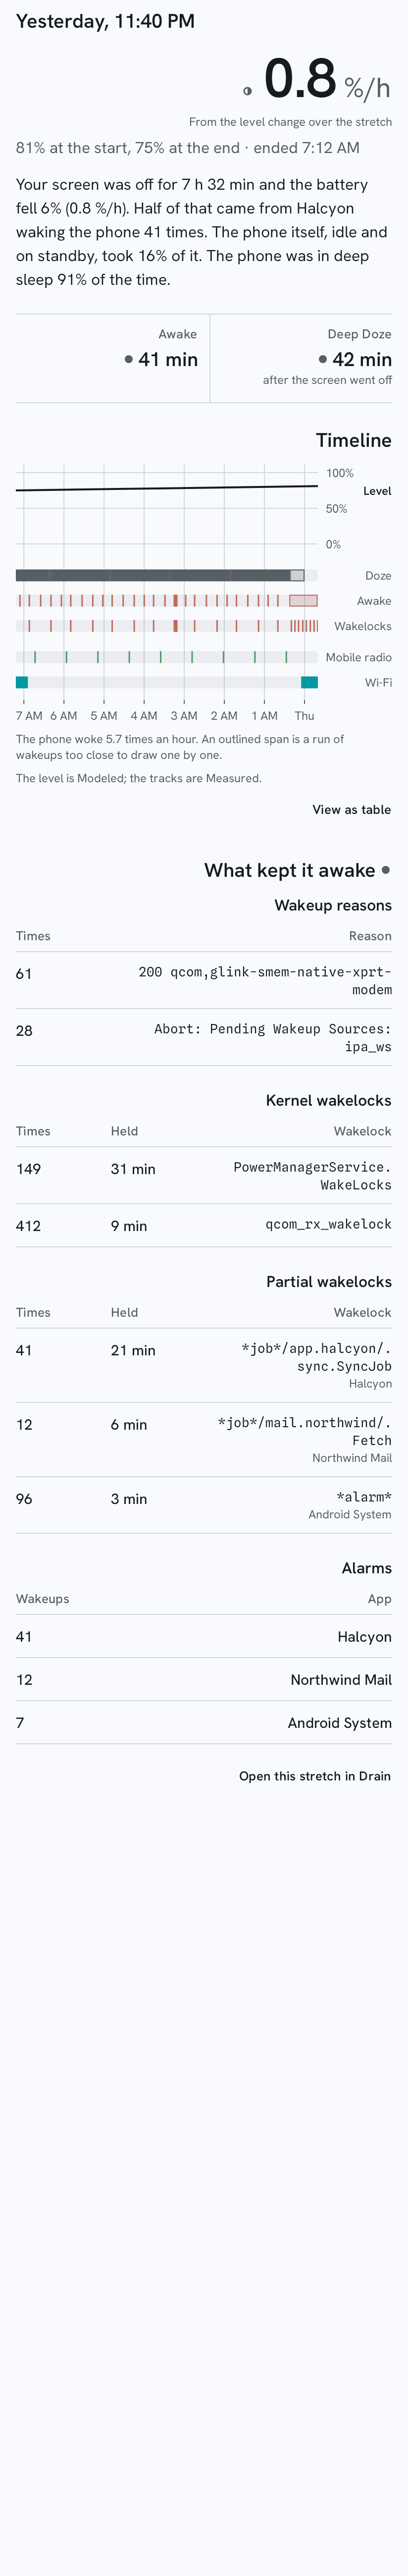 Yesterday, 11:40 PM
0.8 %/h
From the level change over the stretch
81% at the start, 75% at the end · ended 7:12 AM
Your screen was off for 7 h 32 min and the battery
fell 6% (0.8 %/h). Half of that came from Halcyon
waking the phone 41 times. The phone itself, idle and
on standby, took 16% of it. The phone was in deep
sleep 91% of the time.
Awake
41 min
Deep Doze
42 min
after the screen went off
Timeline
100%
Level
50%
0%
Doze
Awake
Wakelocks
Mobile radio
Wi-Fi
7 AM 6 AM 5 AM 4 AM 3 AM 2 AM 1 AM Thu
The phone woke 5.7 times an hour. An outlined span is a run of
wakeups too close to draw one by one.
The level is Modeled; the tracks are Measured.
View as table
What kept it awake
Wakeup reasons
Times Reason
61 200 qcom,glink-smem-native-xprt-
modem
28 Abort: Pending Wakeup Sources:
ipa_ws
Kernel wakelocks
Times Held Wakelock
149 31 min PowerManagerService.
WakeLocks
412 9 min qcom_rx_wakelock
Partial wakelocks
Times Held Wakelock
41 21 min *job*/app.halcyon/.
sync.SyncJob
Halcyon
12 6 min *job*/mail.northwind/.
Fetch
Northwind Mail
96 3 min *alarm*
Android System
Alarms
Wakeups App
41 Halcyon
12 Northwind Mail
7 Android System
Open this stretch in Drain